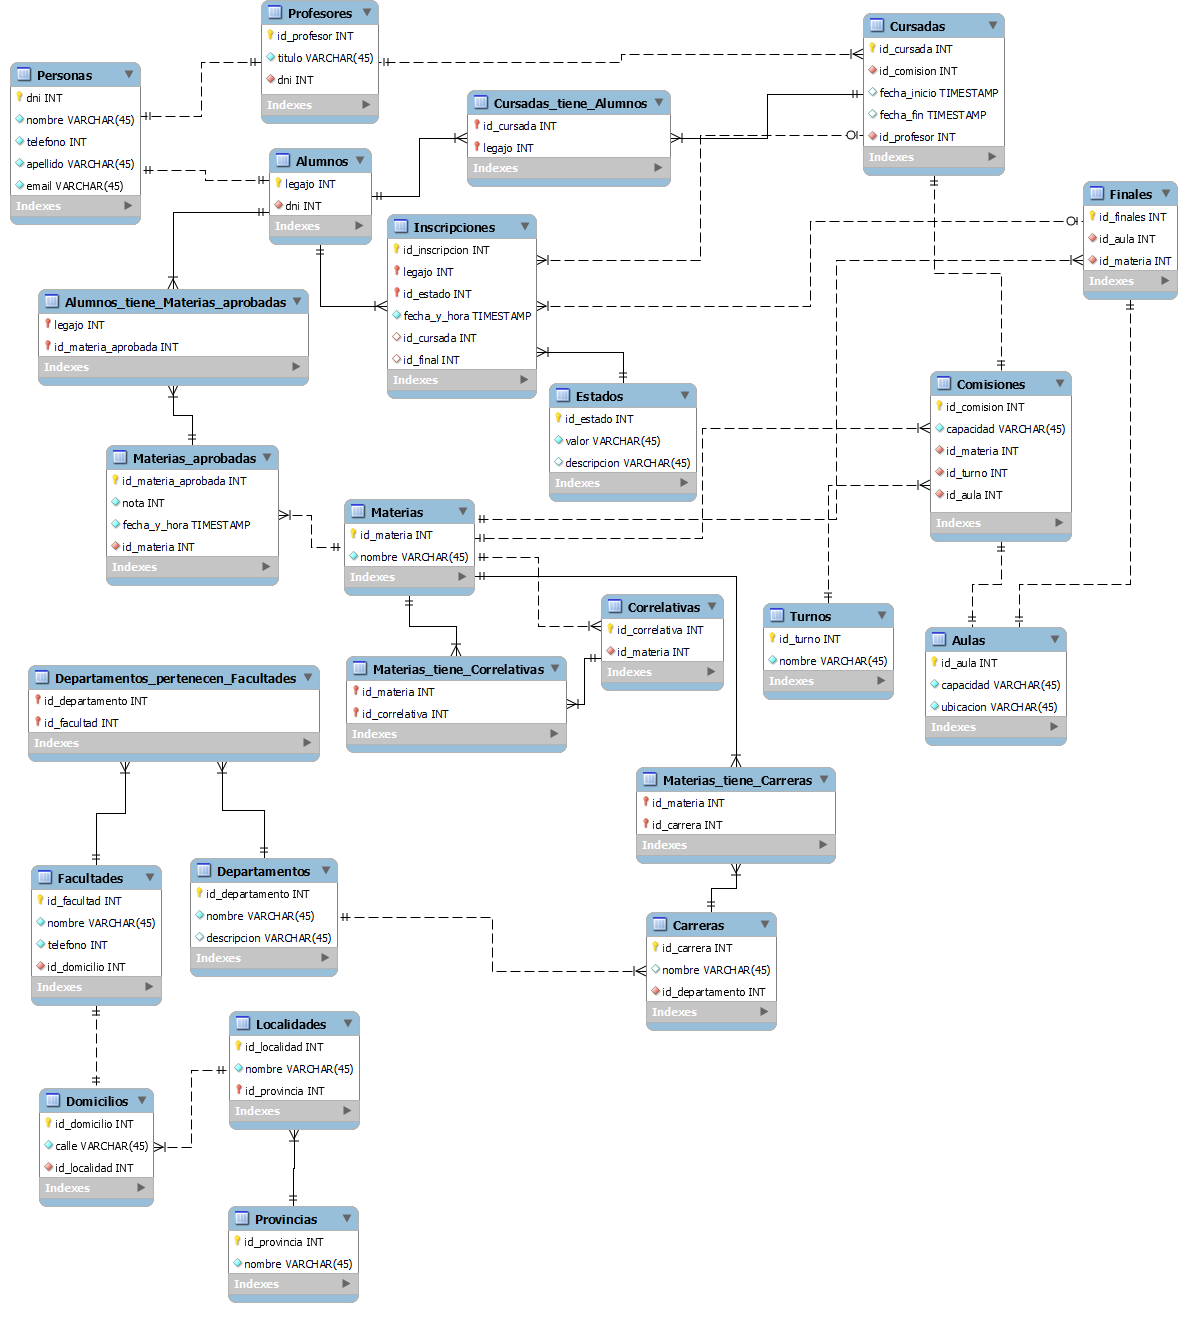 Profesores
id_profesor INT
titulo VARCHAR(45)
dni INT
Indexes
Cursadas
id_cursada INT
id_comision INT
fecha_inicio TIMESTAMP
fecha_fin TIMESTAMP
id_profesor INT
Indexes
Personas
dni INT
nombre VARCHAR(45)
telefono INT
apellido VARCHAR(45)
email VARCHAR(45)
Indexes
Cursadas_tiene_Alumnos
id_cursada INT
legajo INT
Indexes
Alumnos
legajo INT
dni INT
Indexes
Finales
id_finales INT
id_aula INT
id_materia INT
Indexes
Inscripciones
id_inscripcion INT
legajo INT
id_estado INT
fecha_y_hora TIMESTAMP
id_cursada INT
id_final INT
Indexes
Alumnos_tiene_Materias_aprobadas
legajo INT
id_materia_aprobada INT
Indexes
Estados
id_estado INT
valor VARCHAR(45)
descripcion VARCHAR(45)
Indexes
Comisiones
id_comision INT
capacidad VARCHAR(45)
id_materia INT
id_turno INT
id_aula INT
Indexes
Materias_aprobadas
id_materia_aprobada INT
nota INT
fecha_y_hora TIMESTAMP
id_materia INT
Indexes
Materias
id_materia INT
nombre VARCHAR(45)
Indexes
Correlativas
id_correlativa INT
id_materia INT
Indexes
Turnos
id_turno INT
nombre VARCHAR(45)
Indexes
Aulas
id_aula INT
capacidad VARCHAR(45)
ubicacion VARCHAR(45)
Indexes
Materias_tiene_Correlativas
id_materia INT
id_correlativa INT
Indexes
Departamentos_pertenecen_Facultades
id_departamento INT
id_facultad INT
Indexes
Materias_tiene_Carreras
id_materia INT
id_carrera INT
Indexes
Facultades
id_facultad INT
nombre VARCHAR(45)
telefono INT
id_domicilio INT
Indexes
Departamentos
id_departamento INT
nombre VARCHAR(45)
descripcion VARCHAR(45)
Indexes
Carreras
id_carrera INT
nombre VARCHAR(45)
id_departamento INT
Indexes
Localidades
id_localidad INT
nombre VARCHAR(45)
id_provincia INT
Indexes
Domicilios
id_domicilio INT
calle VARCHAR(45)
id_localidad INT
Indexes
Provincias
id_provincia INT
nombre VARCHAR(45)
Indexes